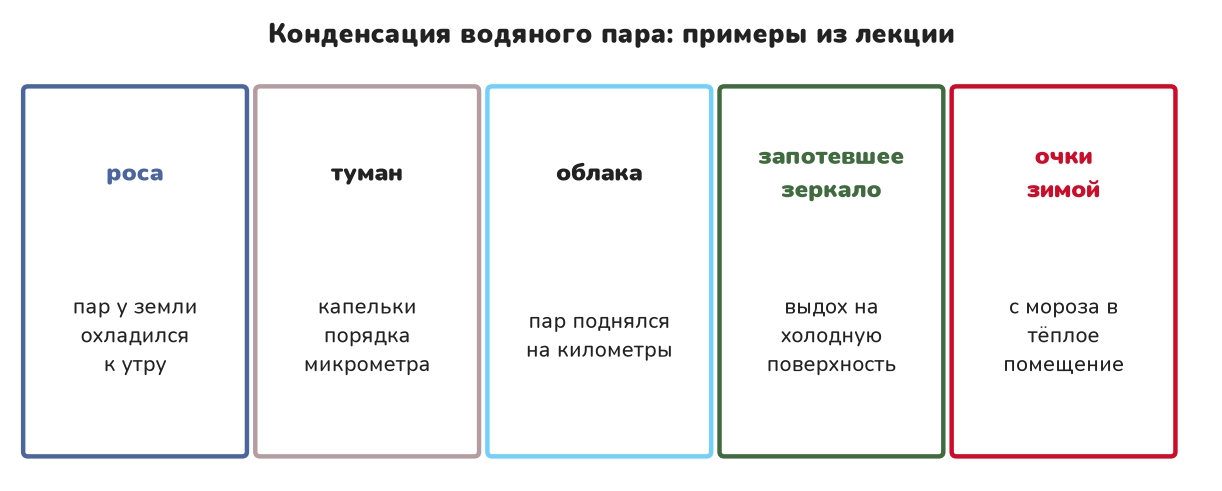 Конденсация водяного пара: примеры из лекции
роса
пар у земли
охладился
к утру
туман
капельки
порядка
микрометра
облака
пар поднялся
на километры
запотевшее
зеркало
выдох на
холодную
поверхность
очки
зимой
с мороза в
тёплое
помещение